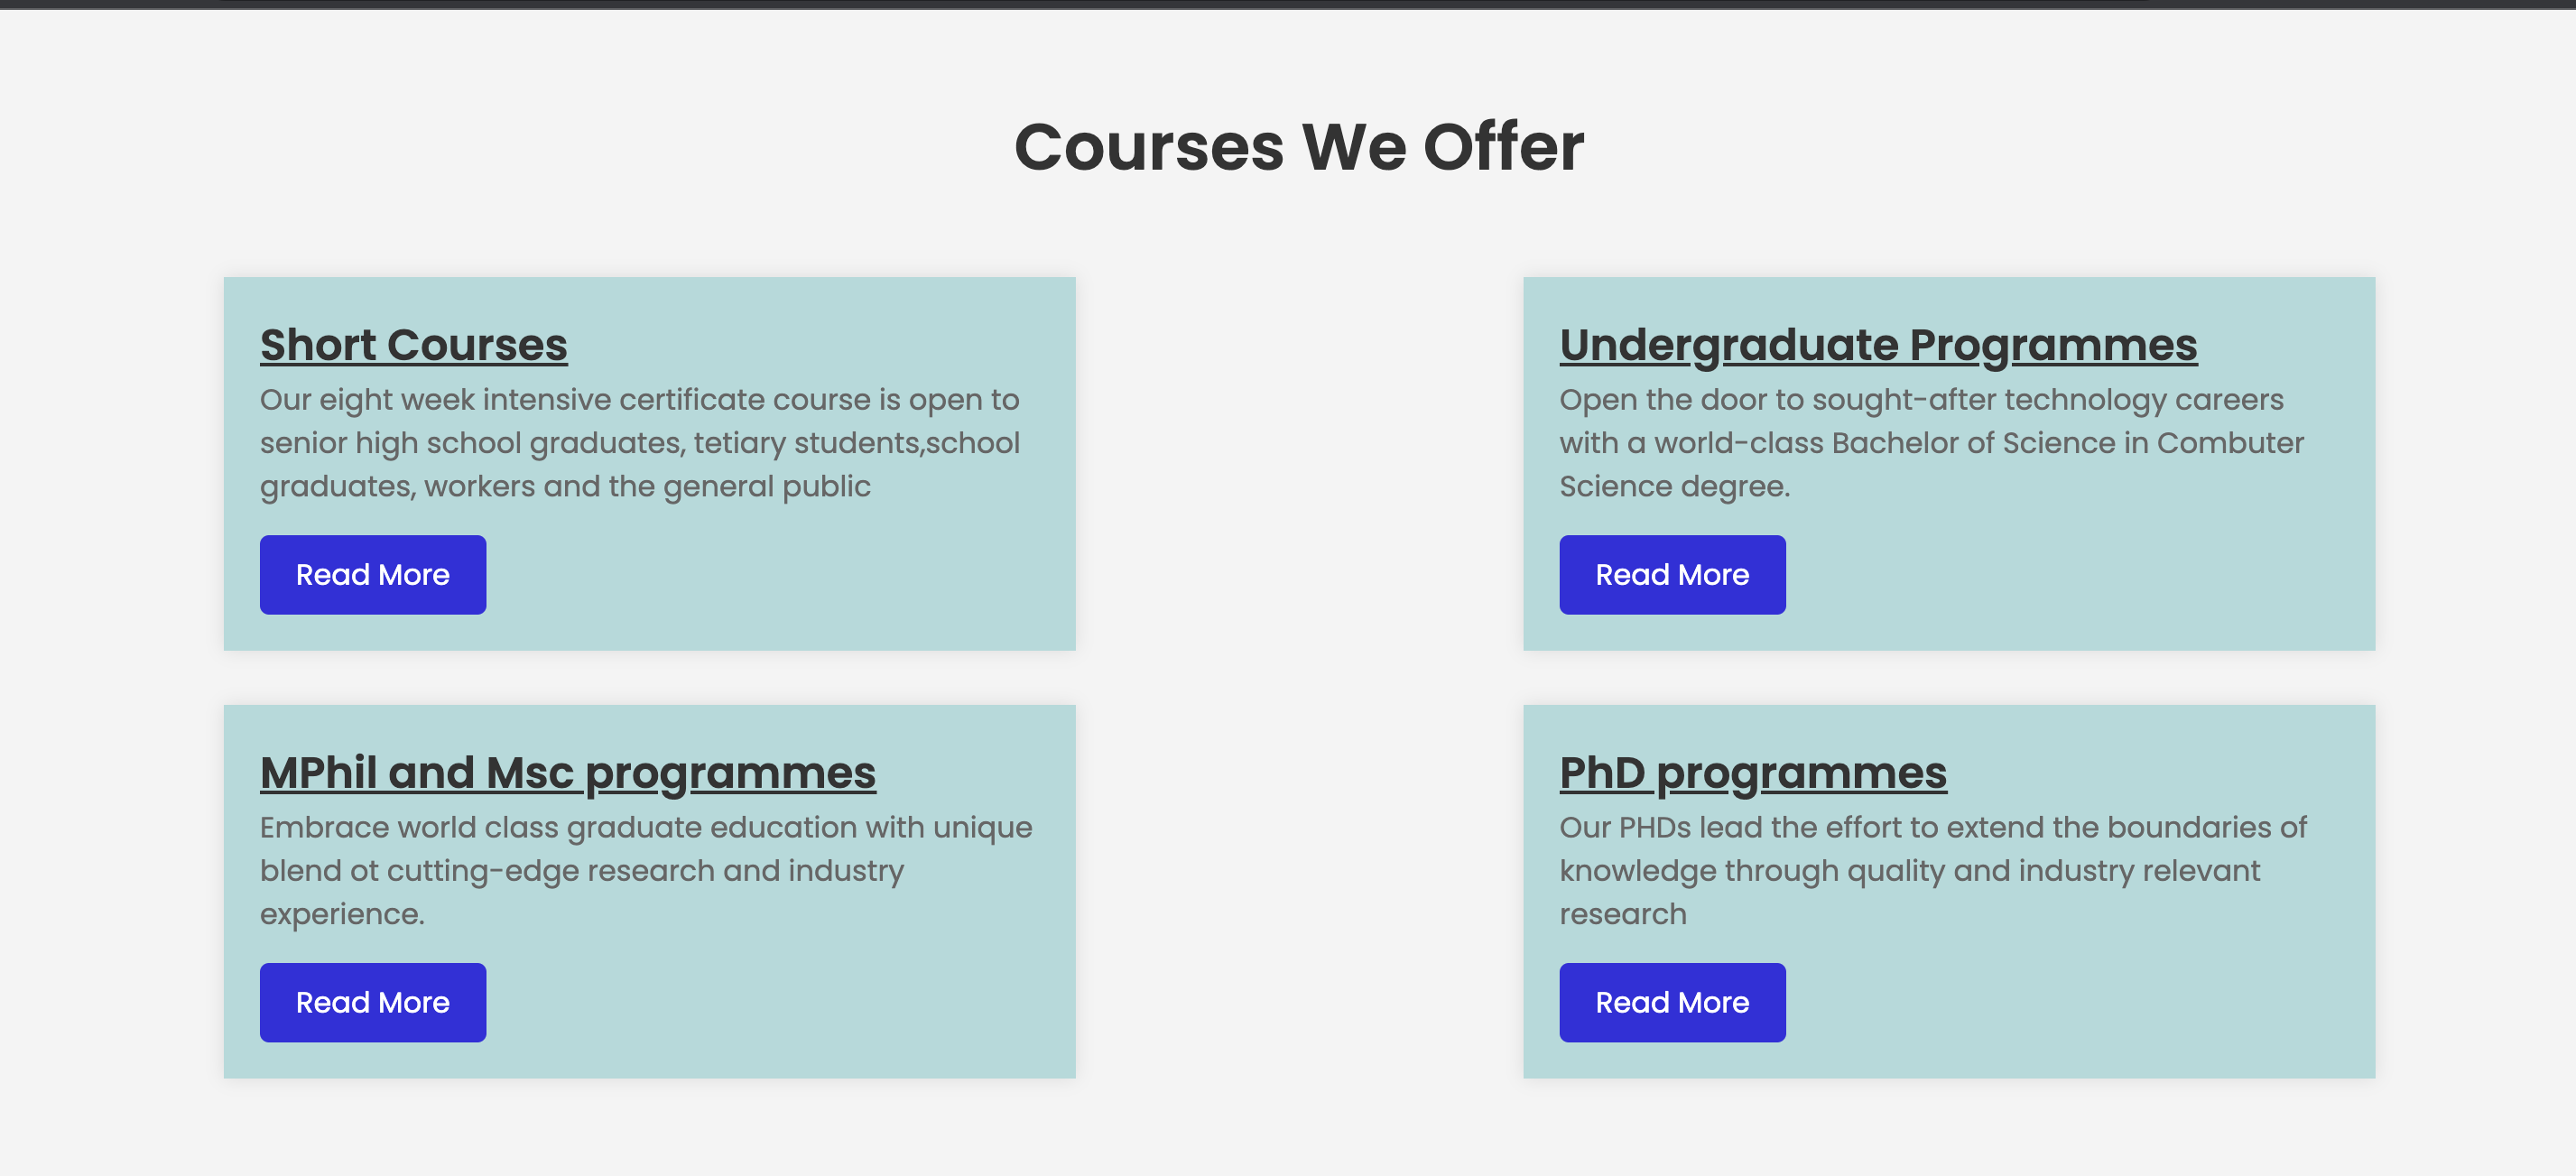 Courses We Offer
Short Courses
Our eight week intensive certificate course is open to
senior high school graduates, tetiary students,school
graduates, workers and the general public
Read More
Undergraduate Programmes
Open the door to sought-after technology careers
with a world-class Bachelor of Science in Combuter
Science degree.
Read More
MPhil and Msc programmes
Embrace world class graduate education with unique
blend ot cutting-edge research and industry
experience.
Read More
PhD programmes
Our PHDs lead the effort to extend the boundaries of
knowledge through quality and industry relevant
research
Read More